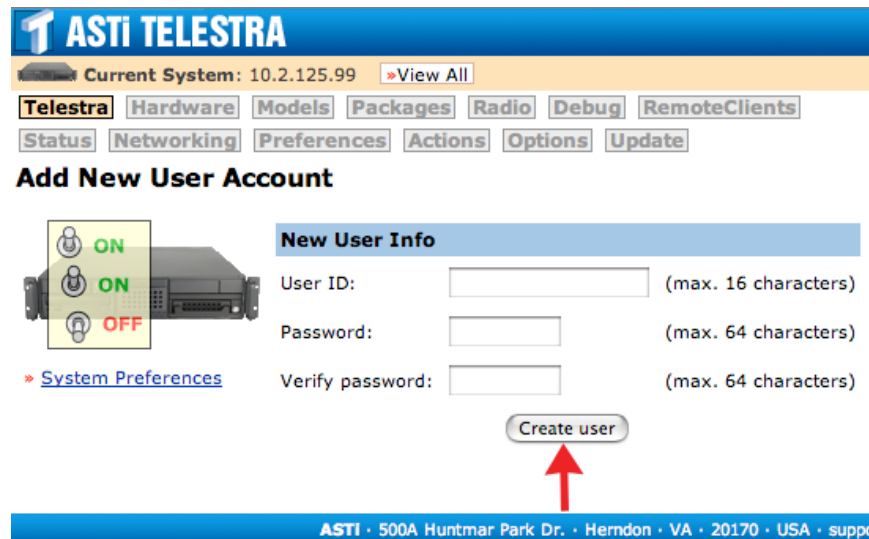 ASTi TELESTRA
Current System: 10.2.125.99 »View All
Telestra Hardware Models Packages Radio Debug RemoteClients
Status Networking Preferences Actions Options Update
Add New User Account
ON
ON
OFF
» System Preferences
New User Info
User ID: (max. 16 characters)
Password: (max. 64 characters)
Verify password: (max. 64 characters)
Create user
ASTi · 500A Huntmar Park Dr. · Herndon · VA · 20170 · USA · supp